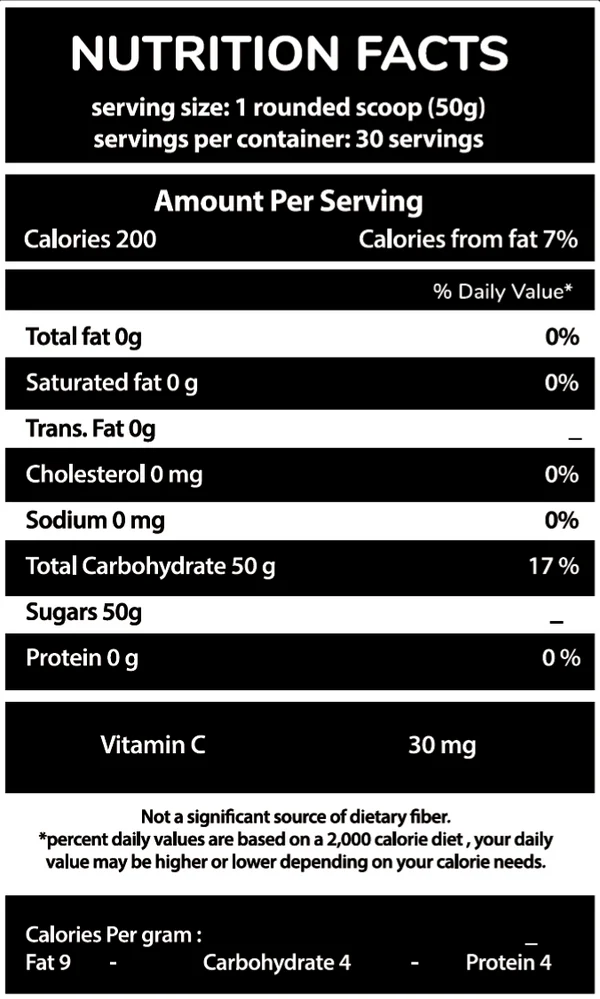 NUTRITION FACTS
serving size: 1 rounded scoop (50g)
servings per container: 30 servings
Amount Per Serving
Calories 200 Calories from fat 7%
% Daily Value*
Total fat 0g 0%
Saturated fat 0 g 0%
Trans. Fat 0g _
Cholesterol 0 mg 0%
Sodium 0 mg 0%
Total Carbohydrate 50 g 17 %
Sugars 50g _
Protein 0 g 0 %
Vitamin C 30 mg
Not a significant source of dietary fiber.
*percent daily values are based on a 2,000 calorie diet , your daily
value may be higher or lower depending on your calorie needs.
Calories Per gram : _
Fat 9 - Carbohydrate 4 - Protein 4